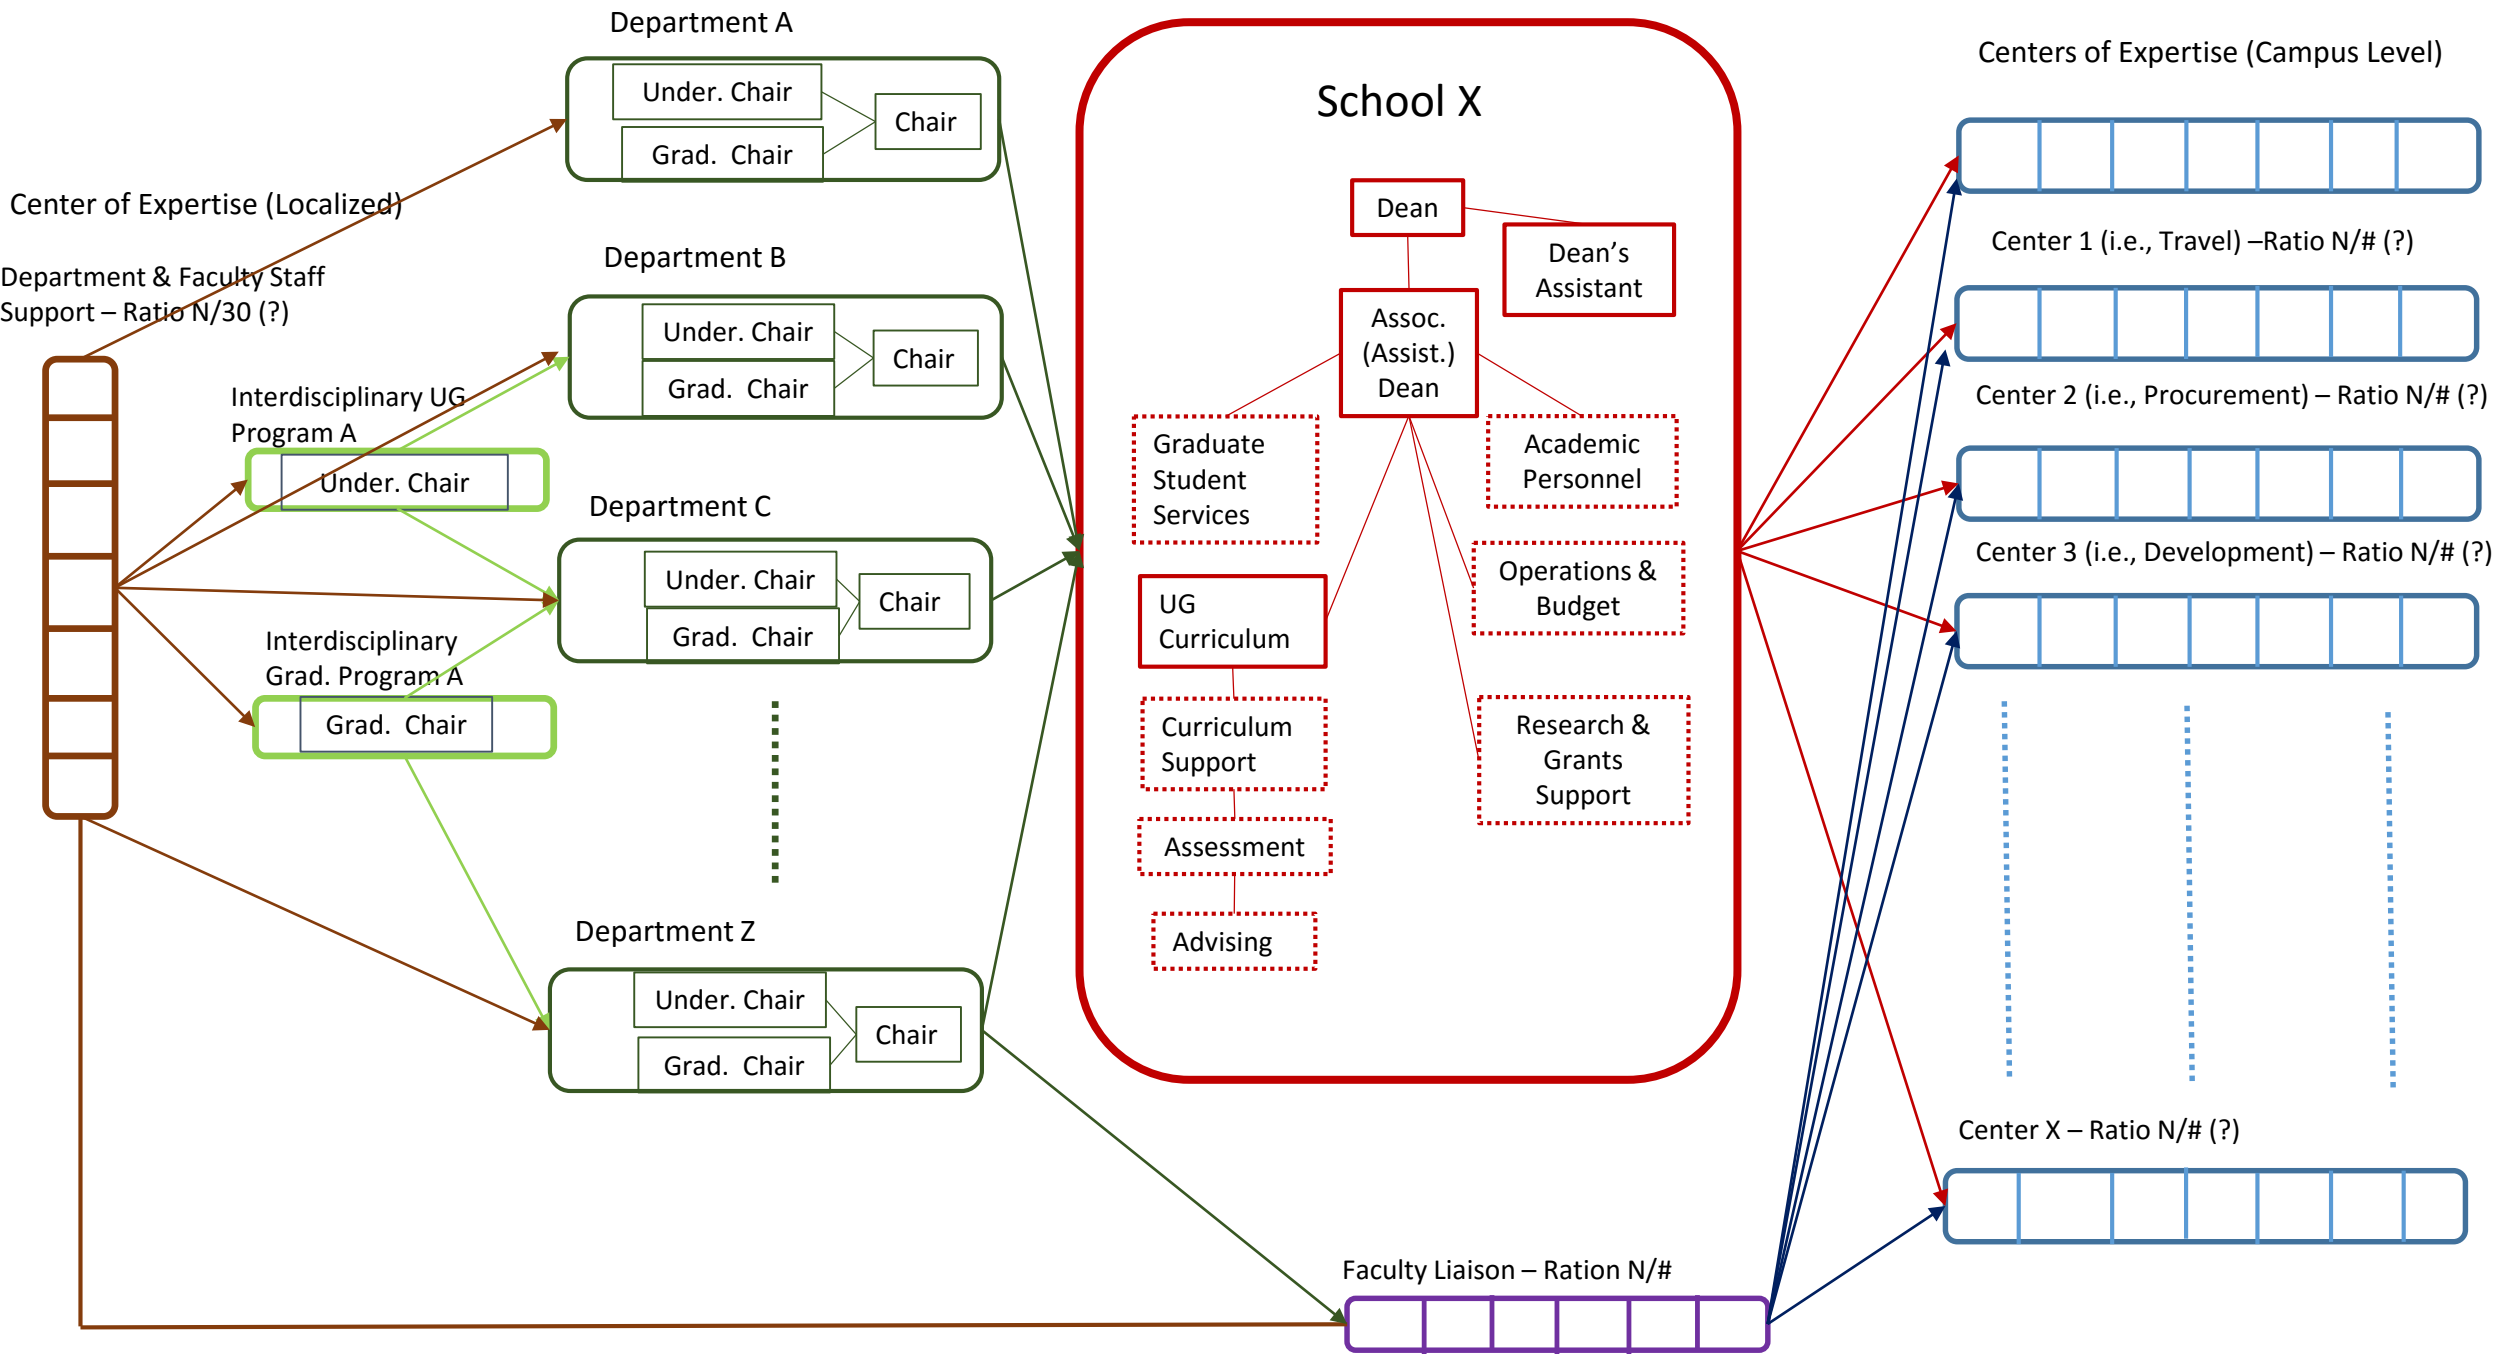 Department A
Under. Chair
Grad.  Chair
Chair
Center of Expertise (Localized)
Department & Faculty Staff
Support – Ratio N/30 (?)
Department B
Under. Chair
Grad.  Chair
Chair
Interdisciplinary UG
Program A
Under. Chair
Department C
Under. Chair
Grad.  Chair
Chair
Interdisciplinary
Grad. Program A
Grad.  Chair
Department Z
Under. Chair
Grad.  Chair
Chair
School X
Dean
Dean’s
Assistant
Assoc.
(Assist.)
Dean
Graduate
Student
Services
Academic
Personnel
UG
Curriculum
Operations &
Budget
Curriculum
Support
Research &
Grants
Support
Assessment
Advising
Faculty Liaison – Ration N/#
Centers of Expertise (Campus Level)
Center 1 (i.e., Travel) –Ratio N/# (?)
Center 2 (i.e., Procurement) – Ratio N/# (?)
Center 3 (i.e., Development) – Ratio N/# (?)
Center X – Ratio N/# (?)